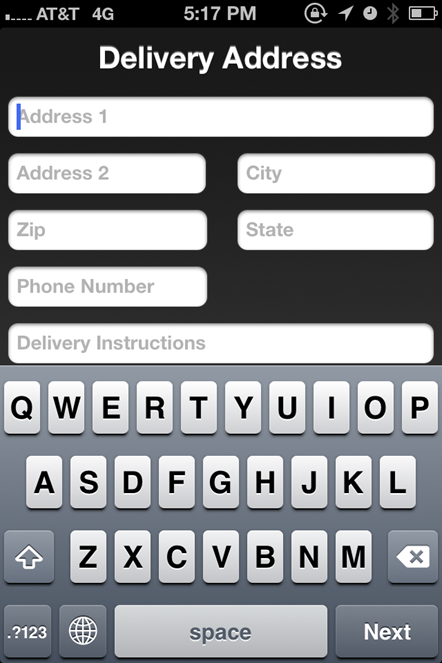 AT&T 4G 5:17 PM
Delivery Address
Address 1
Address 2 City
Zip State
Phone Number
Delivery Instructions
Q W E R T Y U I O P
A S D F G H J K L
Z X C V B N M
.?123 space Next